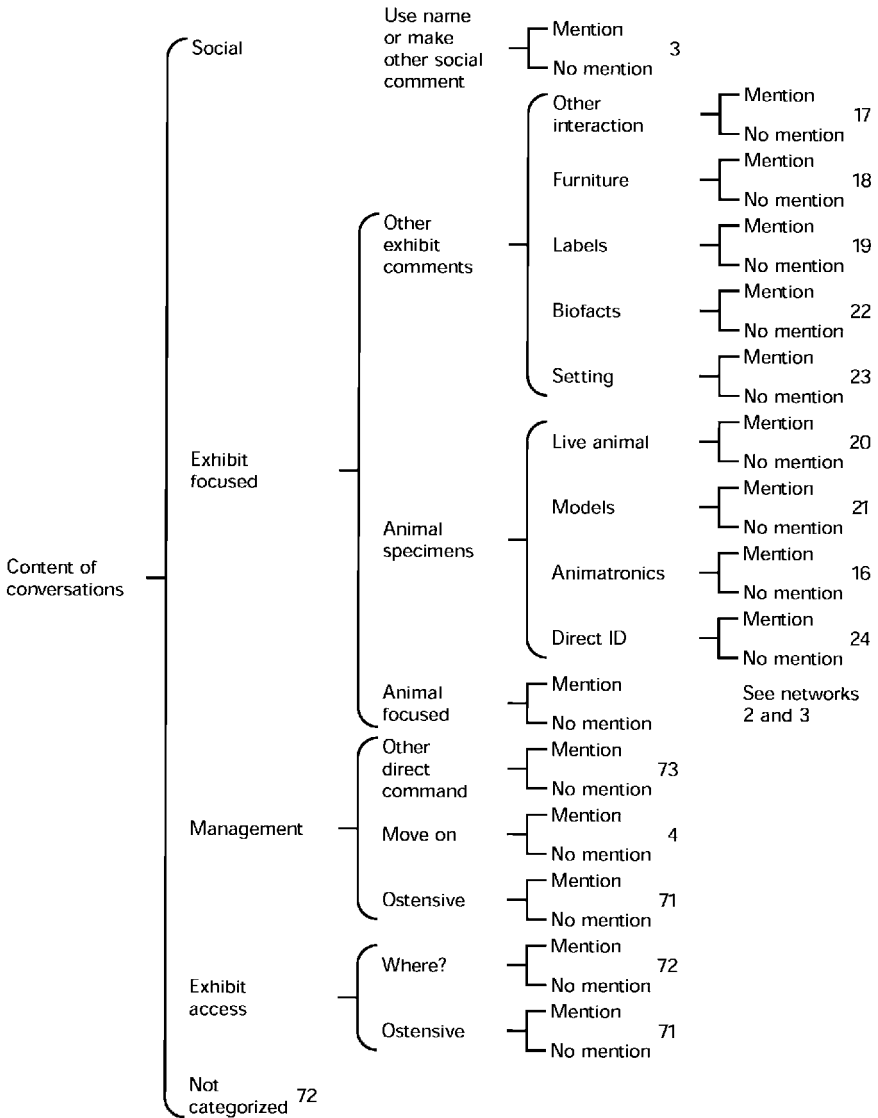 Social
Use name
or make
other social
comment
Mention
No mention
3
Content of
conversations
Exhibit
focused
Other
exhibit
comments
Other
interaction
Mention
No mention
17
Furniture
Mention
No mention
18
Labels
Mention
No mention
19
Biofacts
Mention
No mention
22
Setting
Mention
No mention
23
Animal
specimens
Live animal
Mention
No mention
20
Models
Mention
No mention
21
Animatronics
Mention
No mention
16
Direct ID
Mention
No mention
24
Animal
focused
Mention
No mention
See networks
2 and 3
Management
Other
direct
command
Mention
No mention
73
Move on
Mention
No mention
4
Ostensive
Mention
No mention
71
Exhibit
access
Where?
Mention
No mention
72
Ostensive
Mention
No mention
71
Not
categorized
72